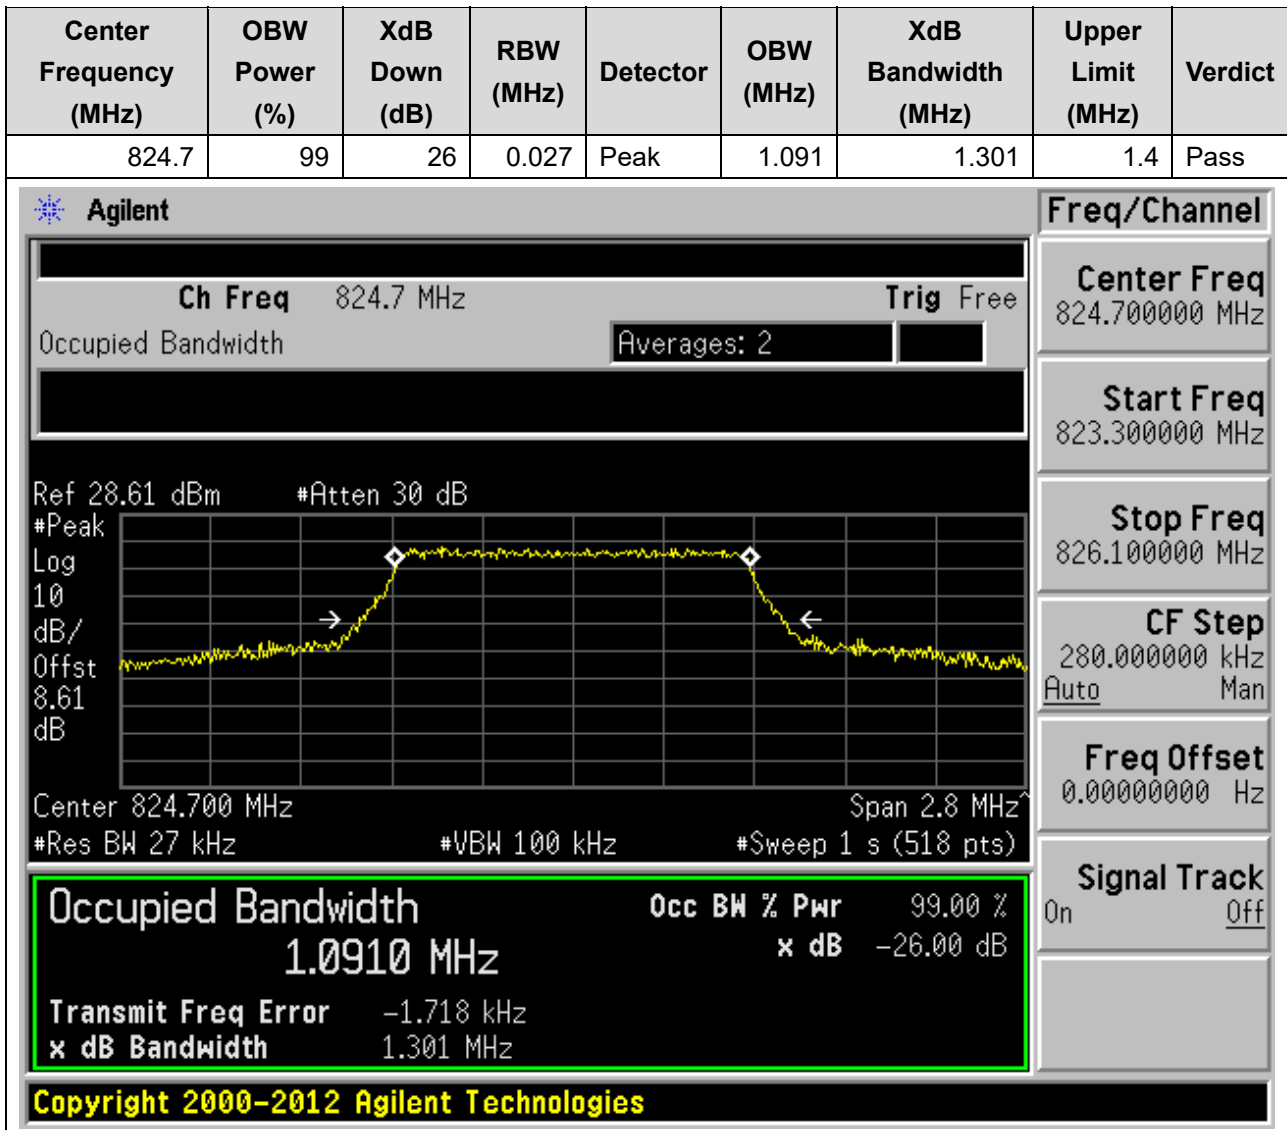 Center Frequency (MHz) OBW Power (%) XdB Down (dB) RBW (MHz) Detector OBW (MHz) XdB Bandwidth (MHz) Upper Limit (MHz) Verdict
824.7 99 26 0.027 Peak 1.091 1.301 1.4 Pass
Agilent
Freq/Channel
Ch Freq 824.7 MHz Trig Free
Occupied Bandwidth Averages: 2
Ref 28.61 dBm #Atten 30 dB
#Peak
Log
10
dB/
Offst
8.61
dB
Center 824.700 MHz Span 2.8 MHz^
#Res BW 27 kHz #VBW 100 kHz #Sweep 1 s (518 pts)
Occupied Bandwidth Occ BW % Pwr 99.00 %
1.0910 MHz x dB -26.00 dB
Transmit Freq Error -1.718 kHz
x dB Bandwidth 1.301 MHz
Center Freq
824.700000 MHz
Start Freq
823.300000 MHz
Stop Freq
826.100000 MHz
CF Step
280.000000 kHz
Auto Man
Freq Offset
0.00000000 Hz
Signal Track
On Off
Copyright 2000-2012 Agilent Technologies